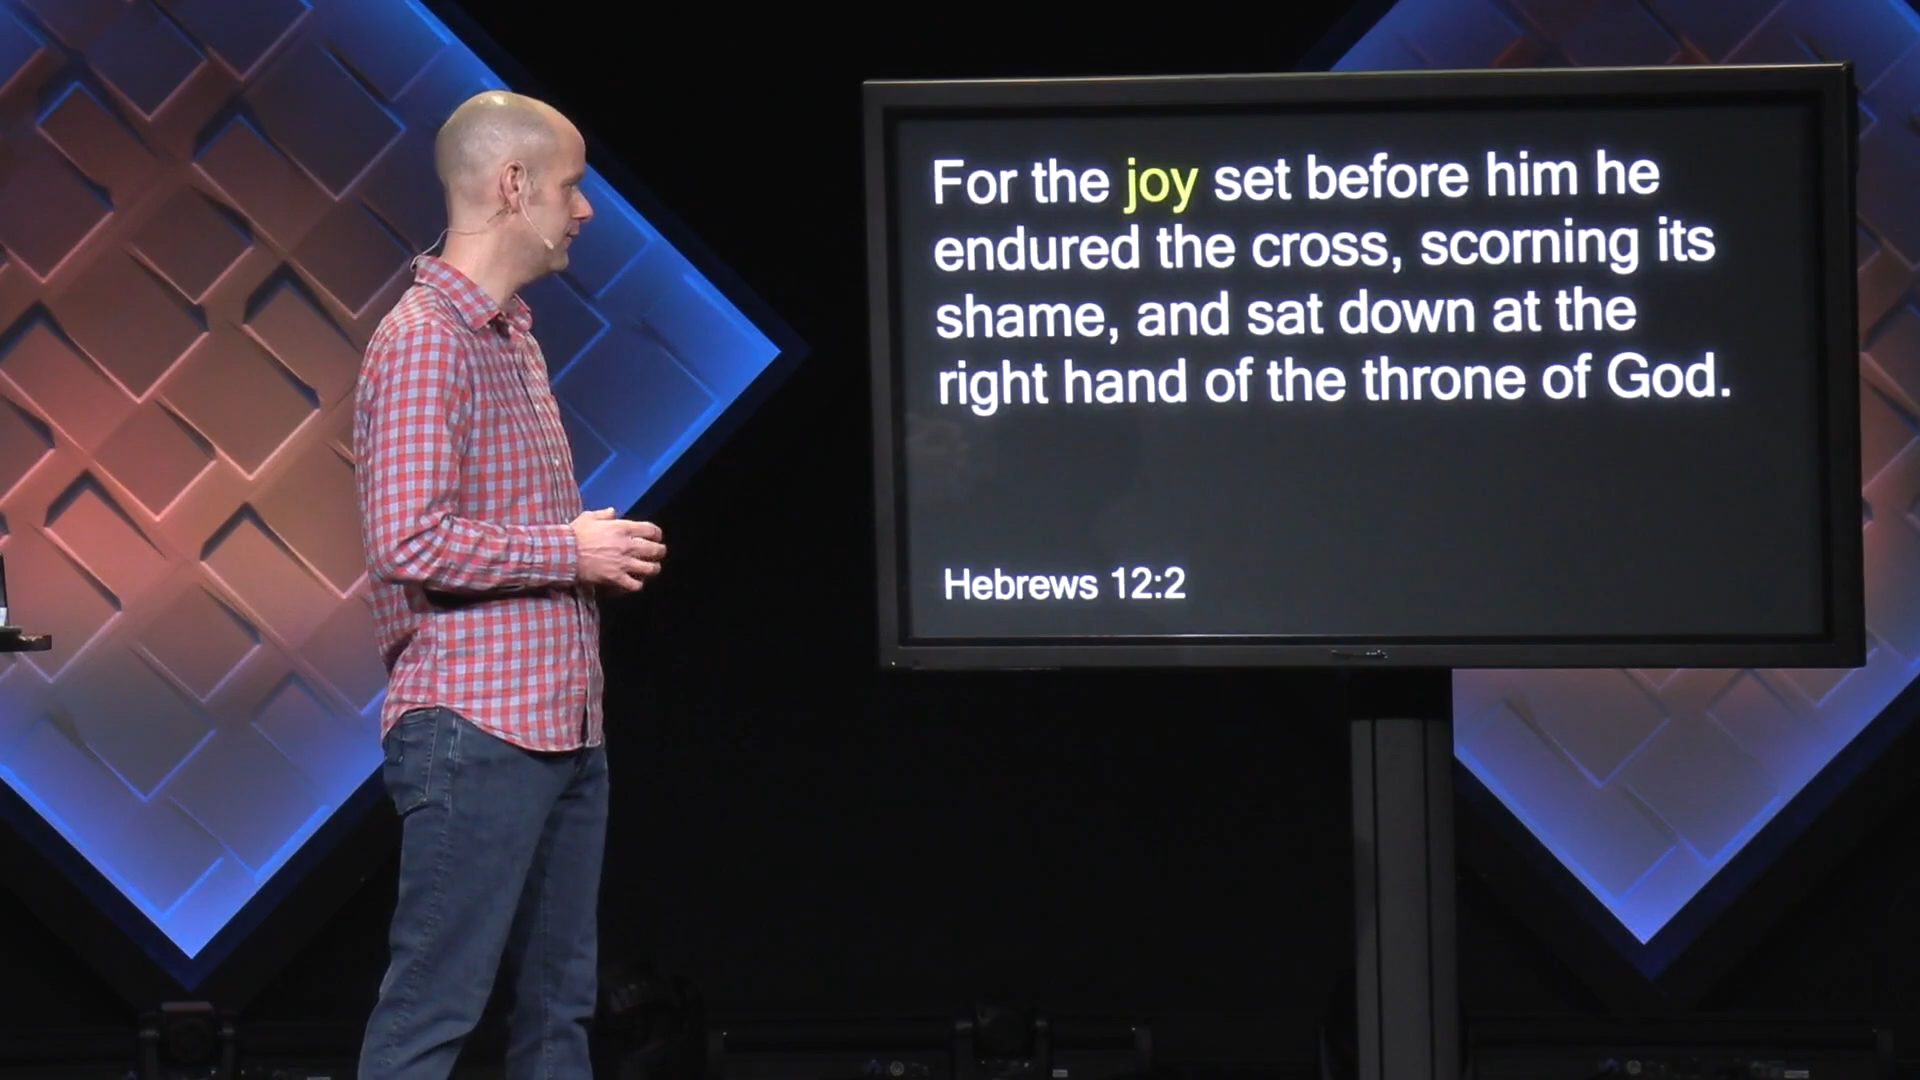 For the joy set before him he
endured the cross, scorning its
shame, and sat down at the
right hand of the throne of God.
Hebrews 12:2